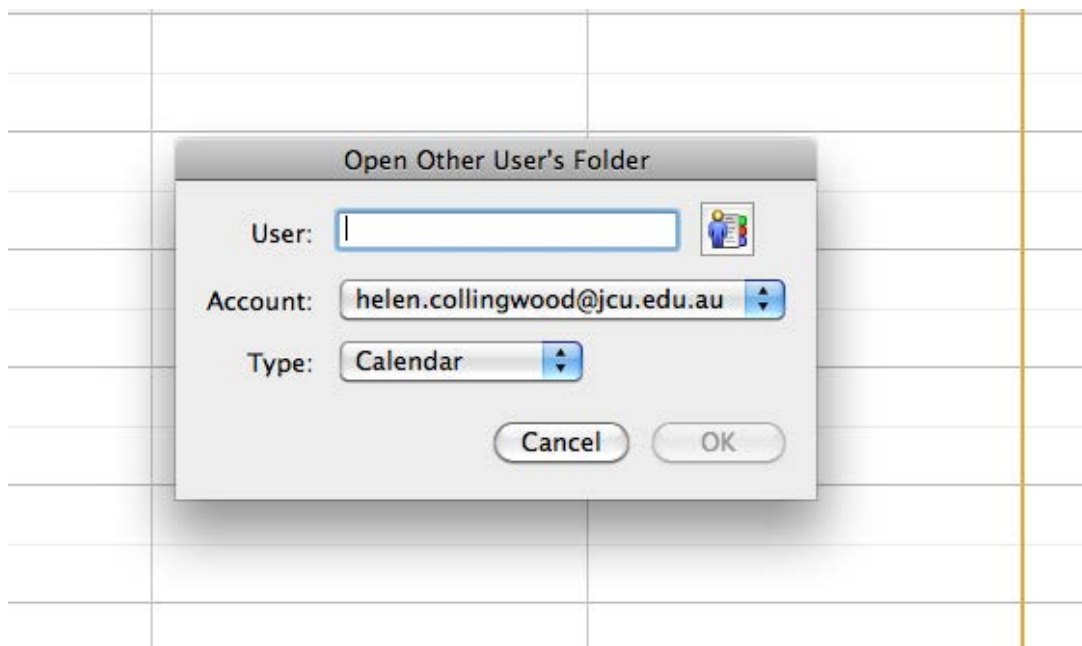 Open Other User's Folder
User:
Account: helen.collingwood@jcu.edu.au
Type: Calendar
Cancel OK